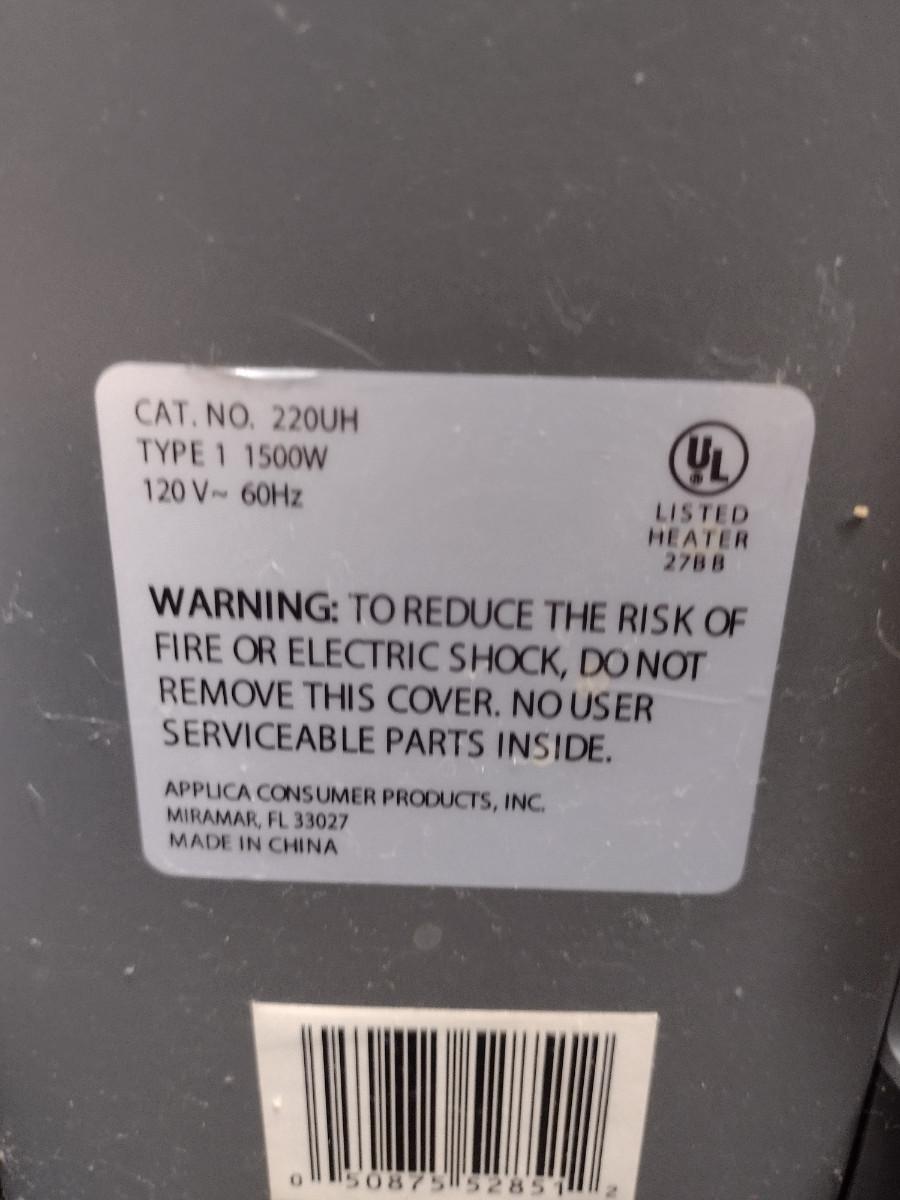 CAT. NO. 220UH
TYPE 1 1500W
120 V~ 60Hz
UL
®
LISTED
HEATER
27BB
WARNING: TO REDUCE THE RISK OF
FIRE OR ELECTRIC SHOCK, DO NOT
REMOVE THIS COVER. NO USER
SERVICEABLE PARTS INSIDE.
APPLICA CONSUMER PRODUCTS, INC.
MIRAMAR, FL 33027
MADE IN CHINA
0 50875 52851 2